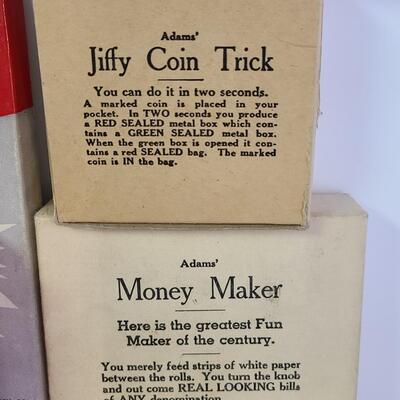 Adams'
Jiffy Coin Trick
You can do it in two seconds.
A marked coin is placed in your
pocket. In TWO seconds you produce
a RED SEALED metal box which con-
tains a GREEN SEALED metal box.
When the green box is opened it con-
tains a red SEALED bag. The marked
coin is IN the bag.
Adams'
Money Maker
Here is the greatest Fun
Maker of the century.
You merely feed strips of white paper
between the rolls. You turn the knob
and out come REAL LOOKING bills
of ANY denomination.